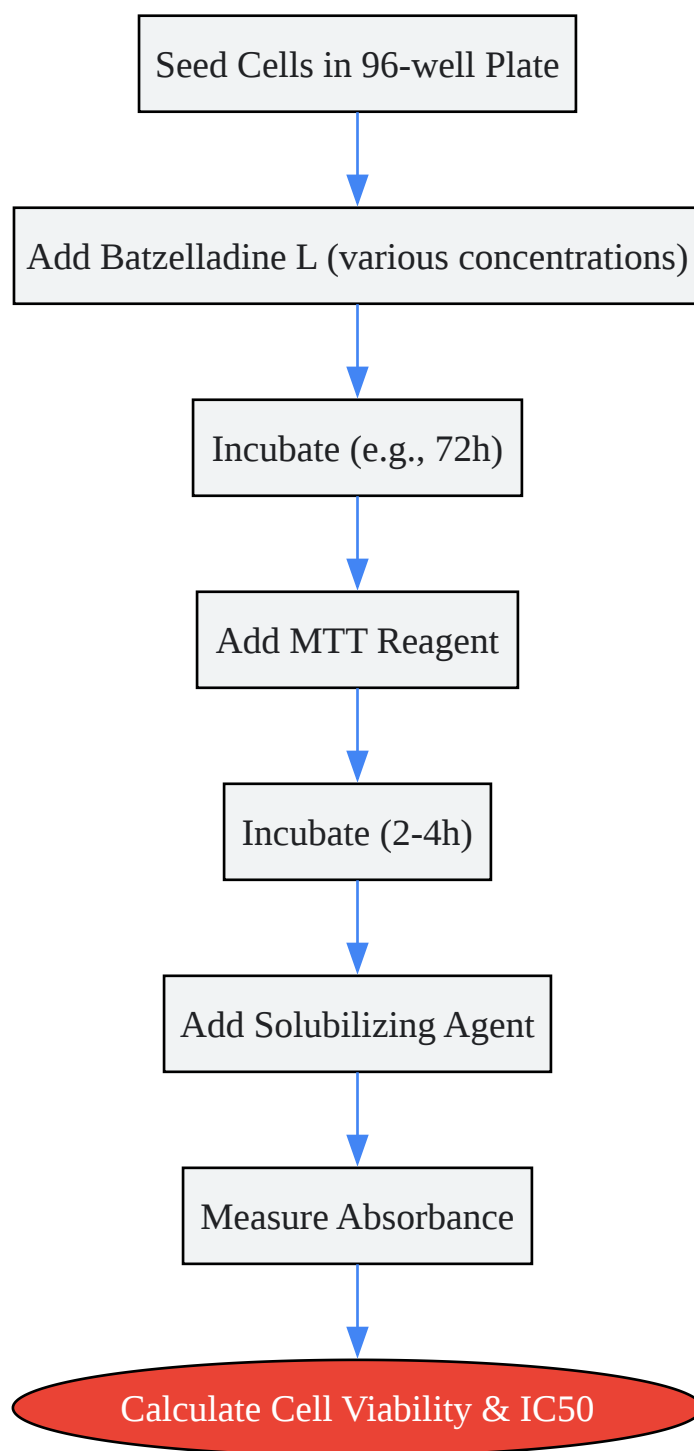 Seed Cells in 96-well Plate
Add Batzelladine L (various concentrations)
Incubate (e.g., 72h)
Add MTT Reagent
Incubate (2-4h)
Add Solubilizing Agent
Measure Absorbance
Calculate Cell Viability & IC50